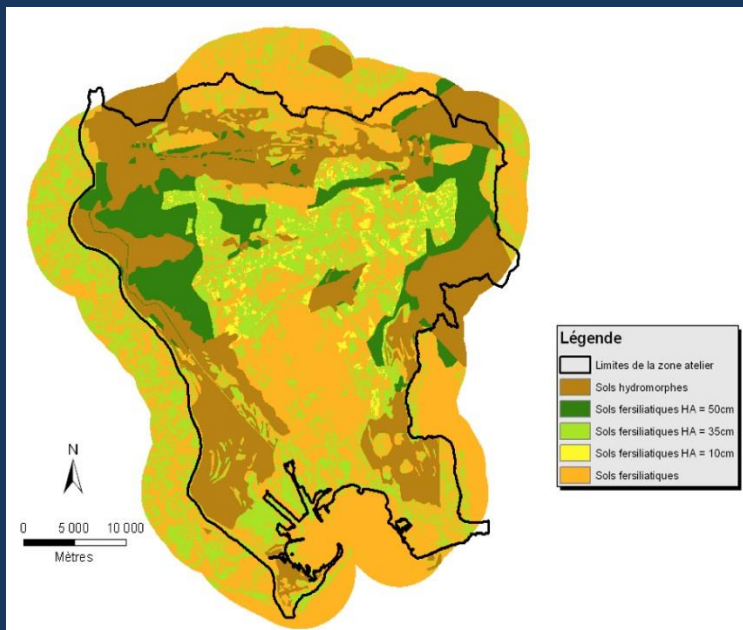 Légende
Limites de la zone atelier
Sols hydromorphes
Sols fersiliatiques HA = 50cm
Sols fersiliatiques HA = 35cm
Sols fersiliatiques HA = 10cm
Sols fersiliatiques
N
0 5 000 10 000
Mètres